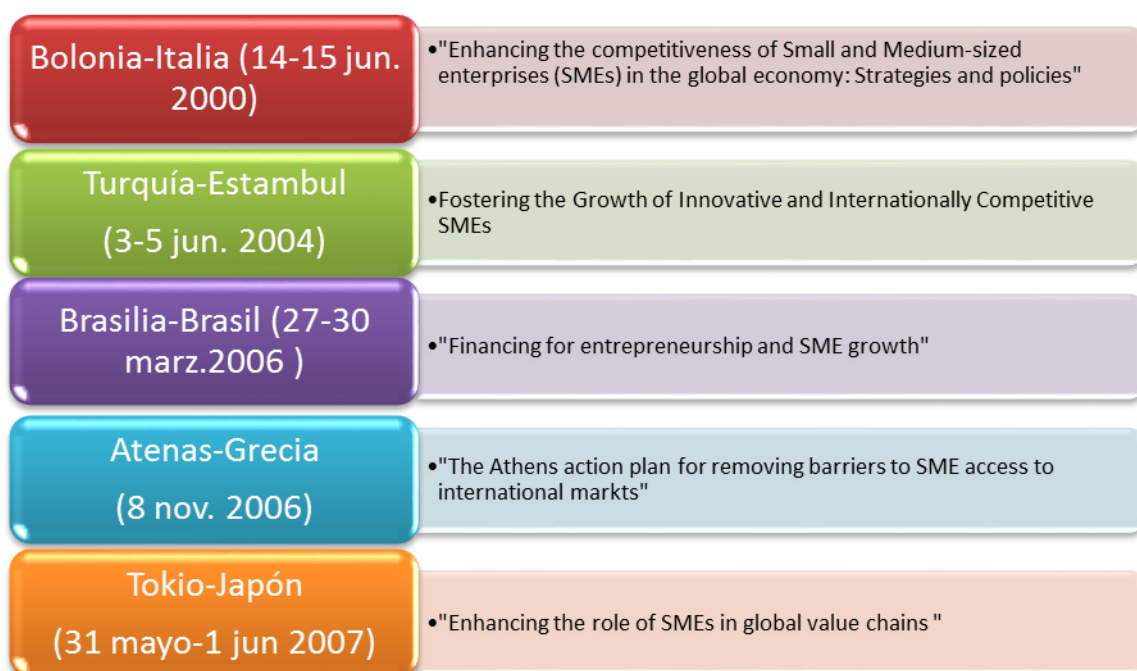 Bolonia-Italia (14-15 jun.
2000)
•"Enhancing the competitiveness of Small and Medium-sized
enterprises (SMEs) in the global economy: Strategies and policies"
Turquía-Estambul
(3-5 jun. 2004)
•Fostering the Growth of Innovative and Internationally Competitive
SMEs
Brasilia-Brasil (27-30
marz.2006 )
•"Financing for entrepreneurship and SME growth"
Atenas-Grecia
(8 nov. 2006)
•"The Athens action plan for removing barriers to SME access to
international markts"
Tokio-Japón
(31 mayo-1 jun 2007)
•"Enhancing the role of SMEs in global value chains "